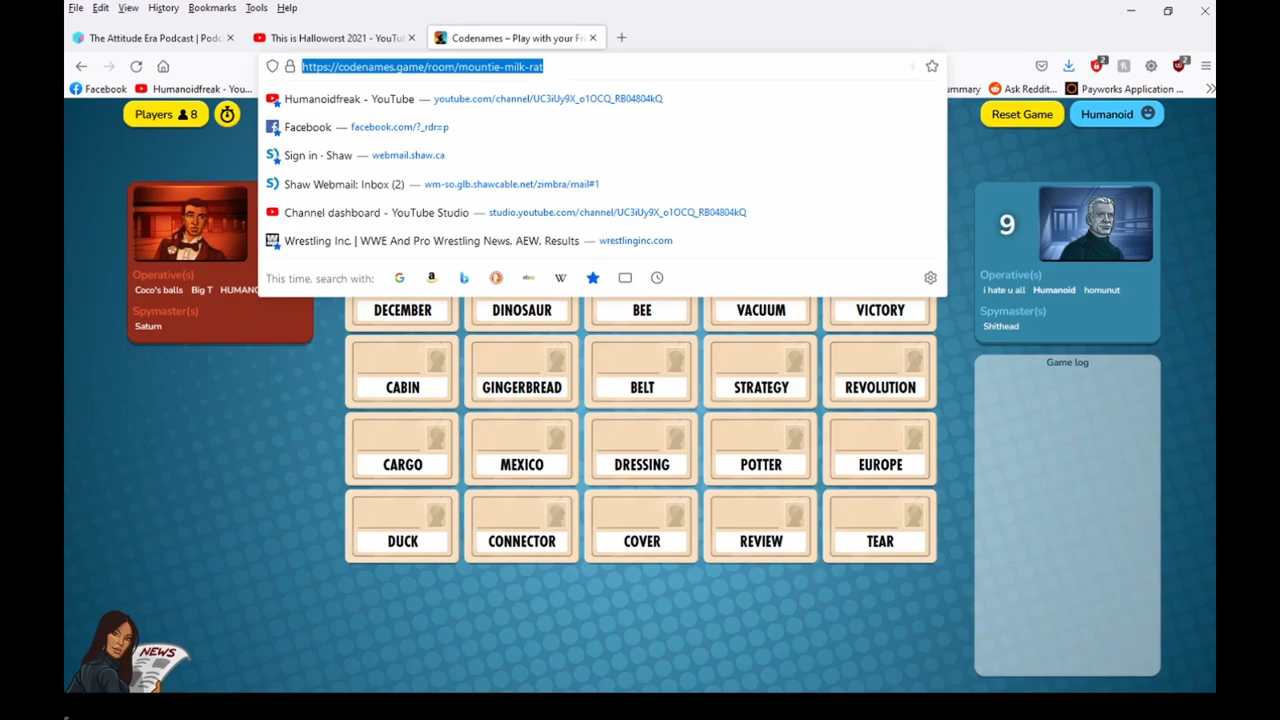 File Edit View History Bookmarks Tools Help
The Attitude Era Podcast | Podc
This is Halloworst 2021 - YouTu
Codenames – Play with your Fri
https://codenames.game/room/mountie-milk-rat
2
2
Facebook
Humanoidfreak - You...
ummary
Ask Reddit...
Payworks Application ...
Humanoidfreak - YouTube — youtube.com/channel/UC3iUy9X_o1OCQ_RB04804kQ
Facebook — facebook.com/?_rdr=p
Sign in · Shaw — webmail.shaw.ca
Shaw Webmail: Inbox (2) — wm-so.glb.shawcable.net/zimbra/mail#1
Channel dashboard - YouTube Studio — studio.youtube.com/channel/UC3iUy9X_o1OCQ_RB04804kQ
Wrestling Inc. | WWE And Pro Wrestling News, AEW, Results — wrestlinginc.com
This time, search with:
Players 8
Reset Game
Humanoid
Operative(s)
Coco's balls Big T HUMANO
Spymaster(s)
Saturn
9
Operative(s)
i hate u all Humanoid homunut
Spymaster(s)
Shithead
Game log
DECEMBER DINOSAUR BEE VACUUM VICTORY
CABIN GINGERBREAD BELT STRATEGY REVOLUTION
CARGO MEXICO DRESSING POTTER EUROPE
DUCK CONNECTOR COVER REVIEW TEAR
NEWS